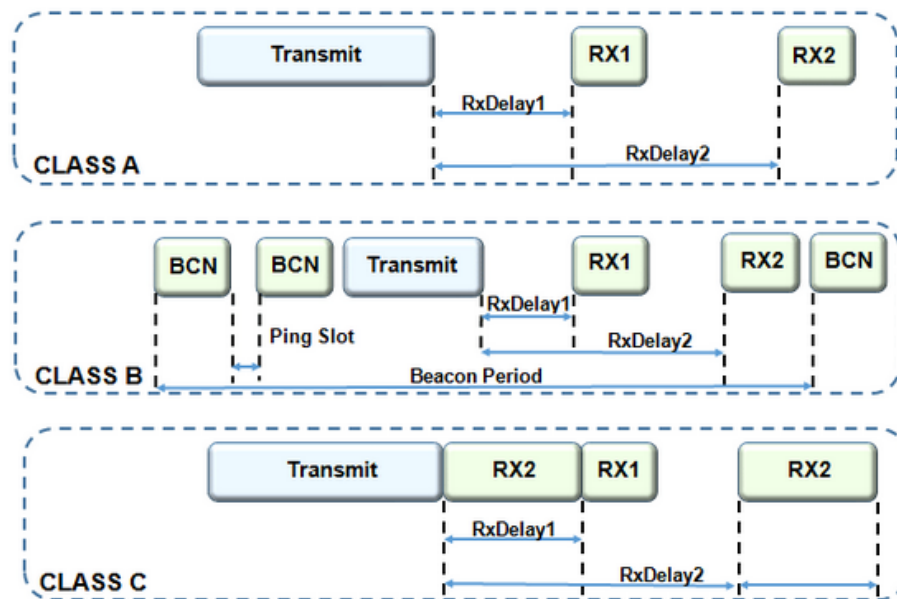 Transmit RX1 RX2
RxDelay1
RxDelay2
CLASS A
BCN BCN Transmit RX1 RX2 BCN
RxDelay1
Ping Slot
RxDelay2
CLASS B
Beacon Period
Transmit RX2 RX1 RX2
RxDelay1
RxDelay2
CLASS C